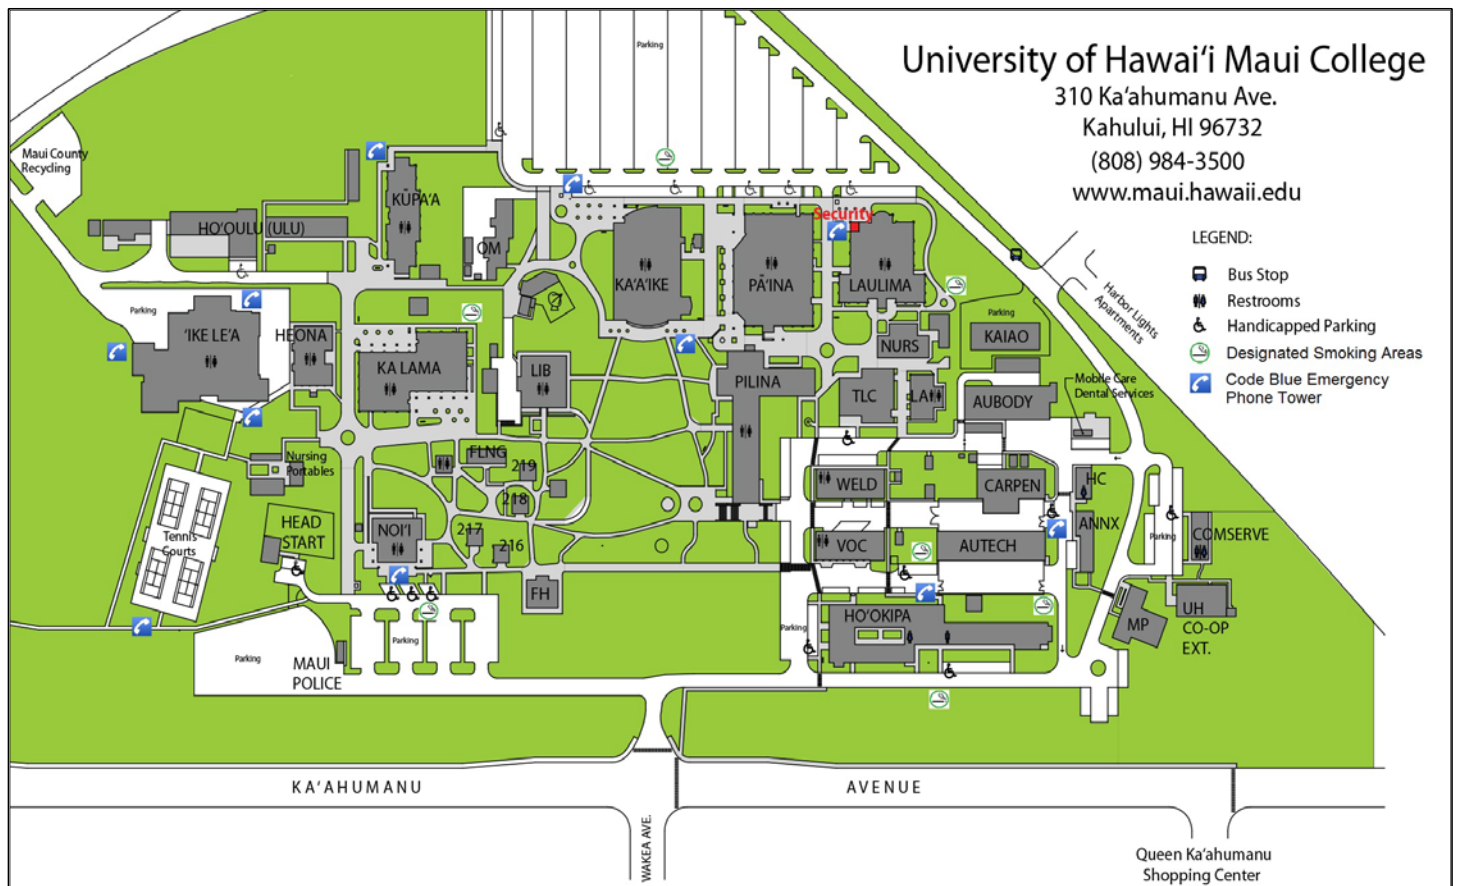 University of Hawaiʻi Maui College
310 Kaʻahumanu Ave.
Kahului, HI 96732
(808) 984-3500
www.maui.hawaii.edu
LEGEND:
Bus Stop
Restrooms
Handicapped Parking
Designated Smoking Areas
Code Blue Emergency
Phone Tower
Parking
Maui County
Recycling
KŪPAʻA
HOʻOULU (ULU)
OM
Security
KAʻAʻIKE
PĀʻINA
LAULIMA
Harbor Lights
Apartments
Parking
ʻIKE LEʻA
HEONA
KA LAMA
LIB
PILINA
NURS
Parking
KAIAO
TLC
LA
AUBODY
Mobile Care
Dental Services
Nursing
Portables
FLNG
219
218
217
216
WELD
CARPEN
HC
ANNX
Tennis
Courts
HEAD
START
NOIʻI
VOC
AUTECH
Parking
COMSERVE
FH
HOʻOKIPA
MP
UH
CO-OP
EXT.
Parking
Parking
Parking
MAUI
POLICE
KAʻAHUMANU
AVENUE
WAKEA AVE.
Queen Kaʻahumanu
Shopping Center